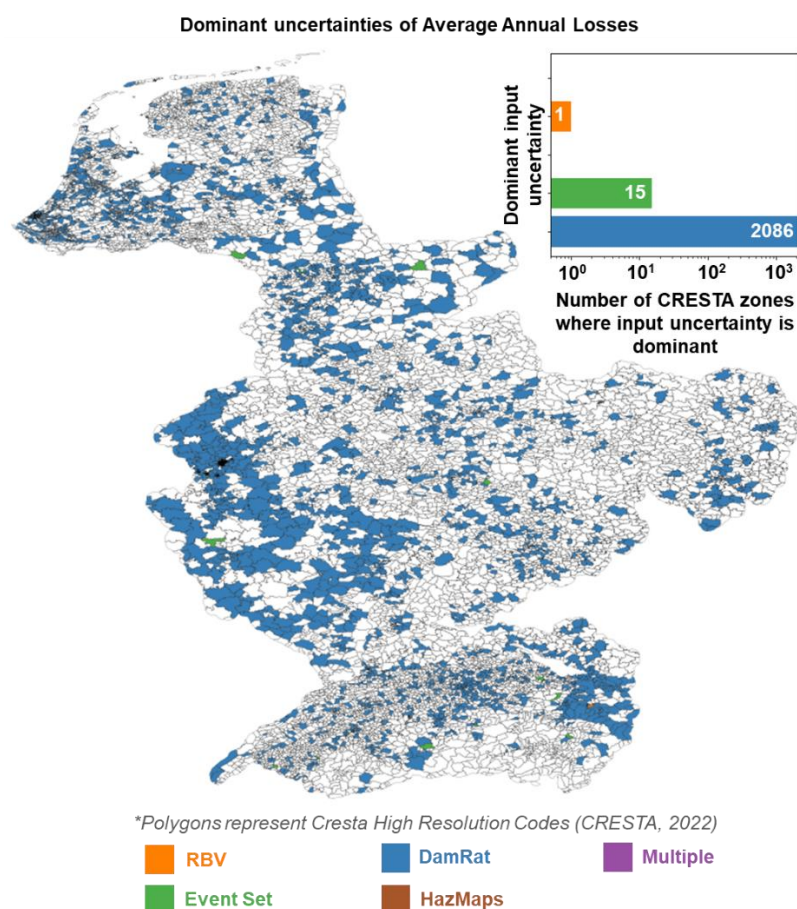 Dominant uncertainties of Average Annual Losses
Dominant input
uncertainty
1
15
2086
10⁰
10¹
10²
10³
Number of CRESTA zones
where input uncertainty is
dominant
*Polygons represent Cresta High Resolution Codes (CRESTA, 2022)
RBV
DamRat
Multiple
Event Set
HazMaps